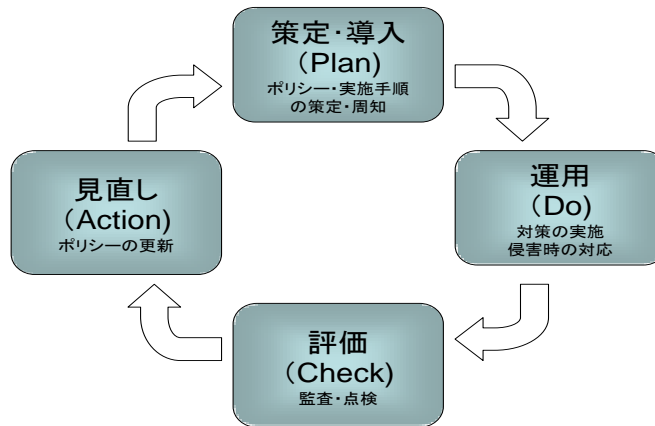 策定・導入
(Plan)
ポリシー・実施手順
の策定・周知
運用
(Do)
対策の実施
侵害時の対応
評価
(Check)
監査・点検
見直し
(Action)
ポリシーの更新